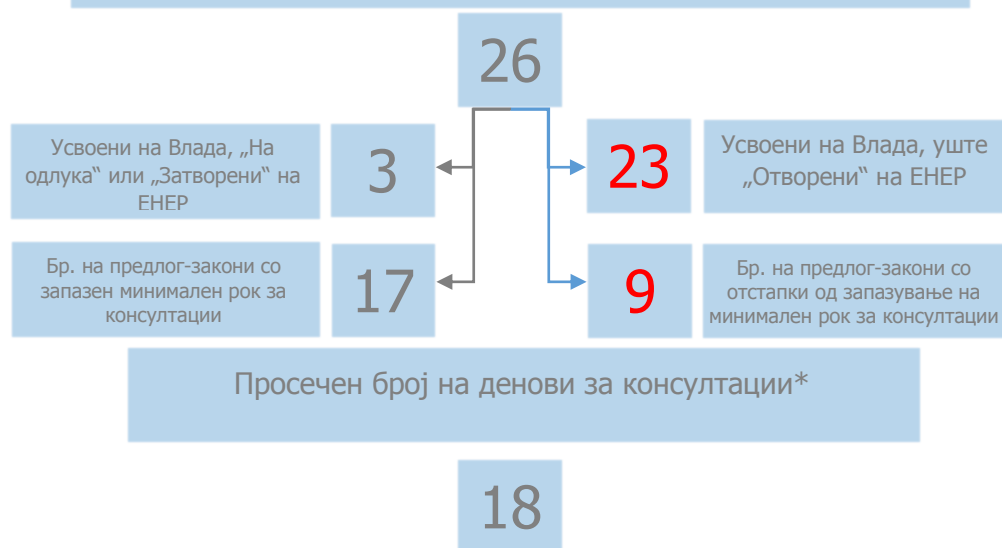 26
Усвоени на Влада, „На
одлука“ или „Затворени“ на
ЕНЕР
3
23
Усвоени на Влада, уште
„Отворени“ на ЕНЕР
Бр. на предлог-закони со
запазен минимален рок за
консултации
17
9
Бр. на предлог-закони со
отстапки од запазување на
минимален рок за консултации
Просечен број на денови за консултации*
18